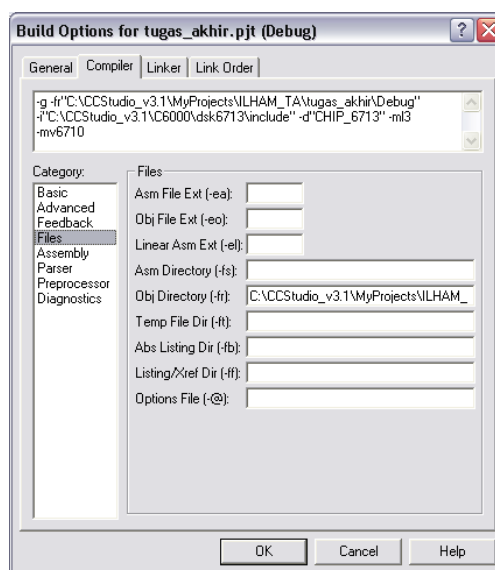 Build Options for tugas_akhir.pjt (Debug)
General Compiler Linker Link Order
-g -fr"C:\CCStudio_v3.1\MyProjects\ILHAM_TA\tugas_akhir\Debug"
-i"C:\CCStudio_v3.1\C6000\dsk6713\include" -d"CHIP_6713" -ml3
-mv6710
Category:
Basic
Advanced
Feedback
Files
Assembly
Parser
Preprocessor
Diagnostics
Files
Asm File Ext (-ea):
Obj File Ext (-eo):
Linear Asm Ext (-el):
Asm Directory (-fs):
Obj Directory (-fr): C:\CCStudio_v3.1\MyProjects\ILHAM_
Temp File Dir (-ft):
Abs Listing Dir (-fb):
Listing/Xref Dir (-ff):
Options File (-@):
OK Cancel Help